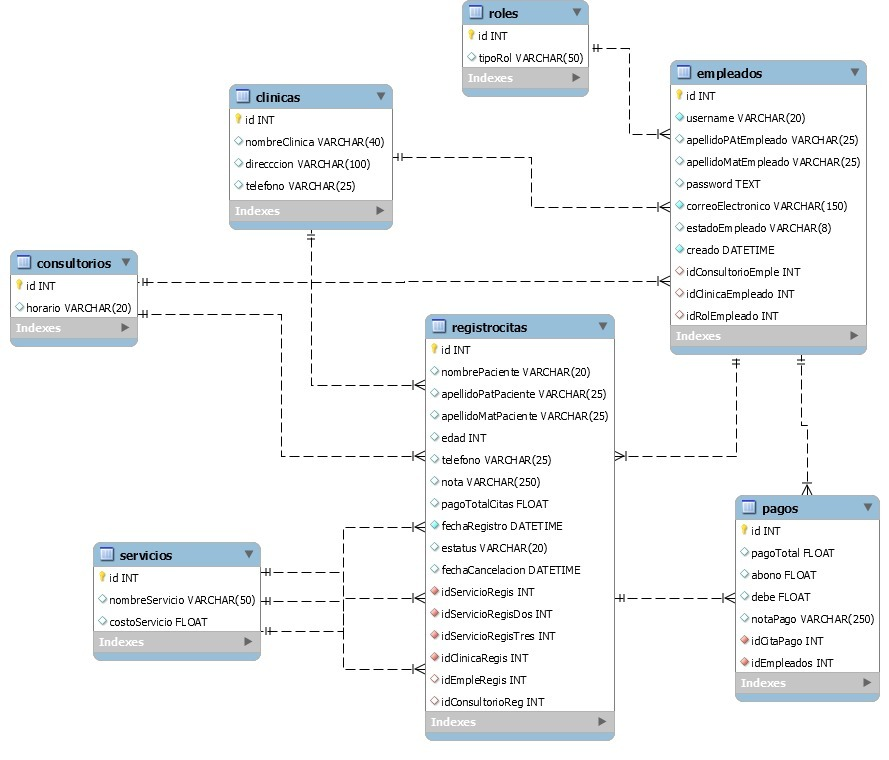 roles
id INT
tipoRol VARCHAR(50)
Indexes
empleados
id INT
username VARCHAR(20)
apellidoPAtEmpleado VARCHAR(25)
apellidoMatEmpleado VARCHAR(25)
password TEXT
correoElectronico VARCHAR(150)
estadoEmpleado VARCHAR(8)
creado DATETIME
idConsultorioEmple INT
idClinicaEmpleado INT
idRolEmpleado INT
Indexes
clinicas
id INT
nombreClinica VARCHAR(40)
direcccion VARCHAR(100)
telefono VARCHAR(25)
Indexes
consultorios
id INT
horario VARCHAR(20)
Indexes
registrocitas
id INT
nombrePaciente VARCHAR(20)
apellidoPatPaciente VARCHAR(25)
apellidoMatPaciente VARCHAR(25)
edad INT
telefono VARCHAR(25)
nota VARCHAR(250)
pagoTotalCitas FLOAT
fechaRegistro DATETIME
estatus VARCHAR(20)
fechaCancelacion DATETIME
idServicioRegis INT
idServicioRegisDos INT
idServicioRegisTres INT
idClinicaRegis INT
idEmpleRegis INT
idConsultorioReg INT
Indexes
servicios
id INT
nombreServicio VARCHAR(50)
costoServicio FLOAT
Indexes
pagos
id INT
pagoTotal FLOAT
abono FLOAT
debe FLOAT
notaPago VARCHAR(250)
idCitaPago INT
idEmpleados INT
Indexes